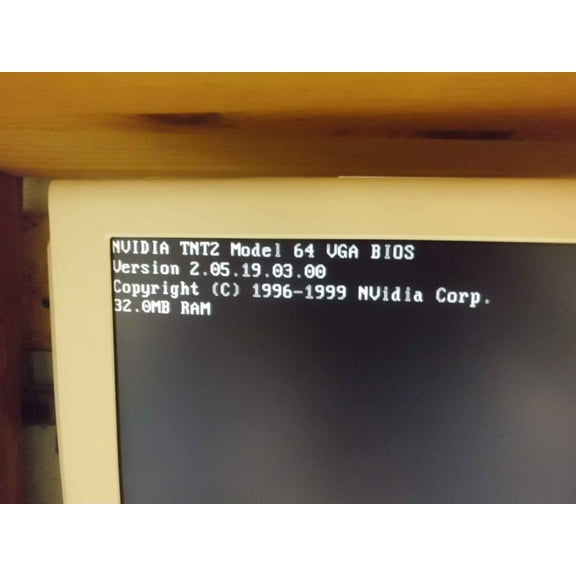 NVIDIA TNT2 Model 64 VGA BIOS
Version 2.05.19.03.00
Copyright (C) 1996-1999 NVidia Corp.
32.0MB RAM